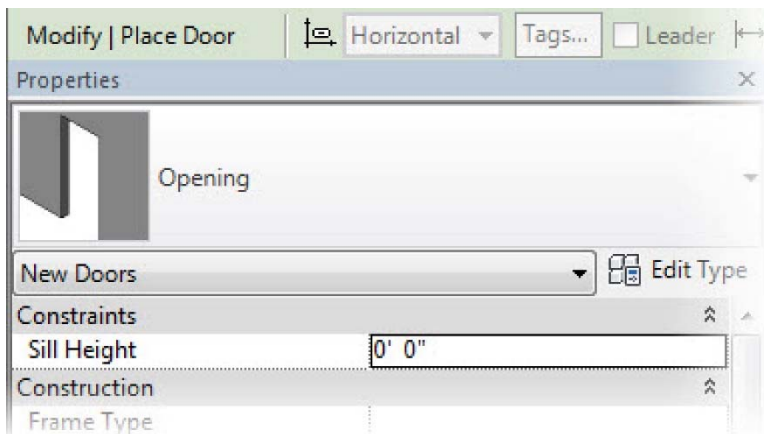 Modify | Place Door Horizontal Tags... Leader
Properties
Opening
New Doors Edit Type
Constraints
Sill Height 0' 0"
Construction
Frame Type